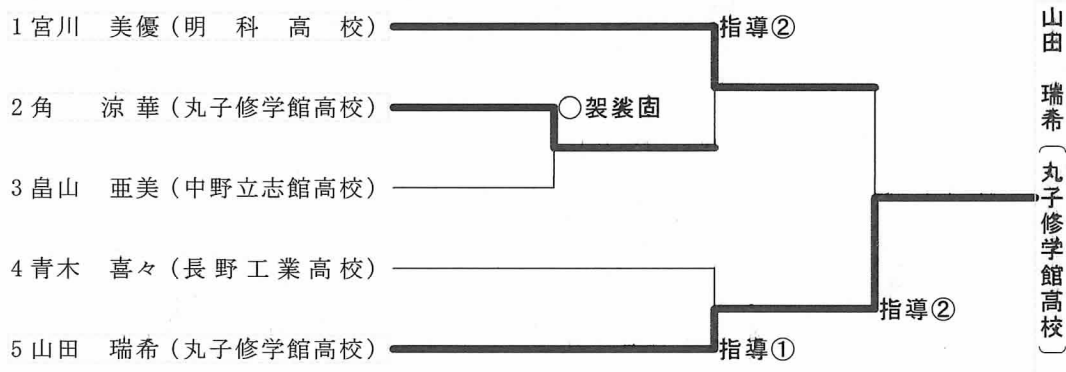 1 宮川 美優 (明科高校)
指導②
2 角 涼華 (丸子修学館高校)
○袈裟固
3 畠山 亜美 (中野立志館高校)
4 青木 喜々 (長野工業高校)
指導②
5 山田 瑞希 (丸子修学館高校)
指導①
山田 瑞希 (丸子修学館高校)